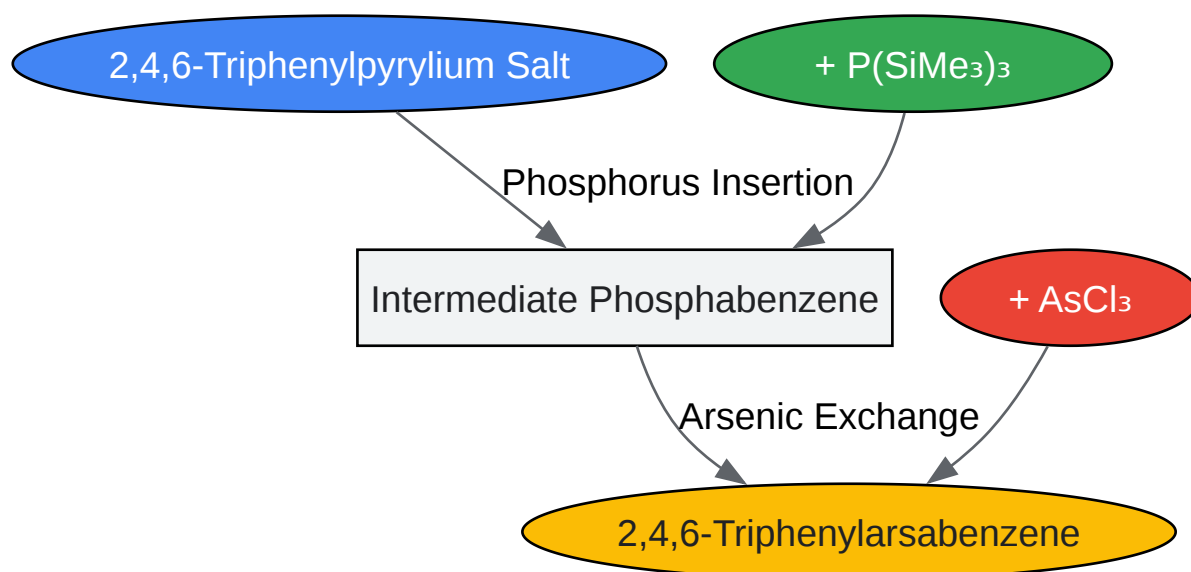 2,4,6-Triphenylpyrylium Salt
+ P(SiMe₃)₃
Phosphorus Insertion
Intermediate Phosphabenzene
+ AsCl₃
Arsenic Exchange
2,4,6-Triphenylarsabenzene